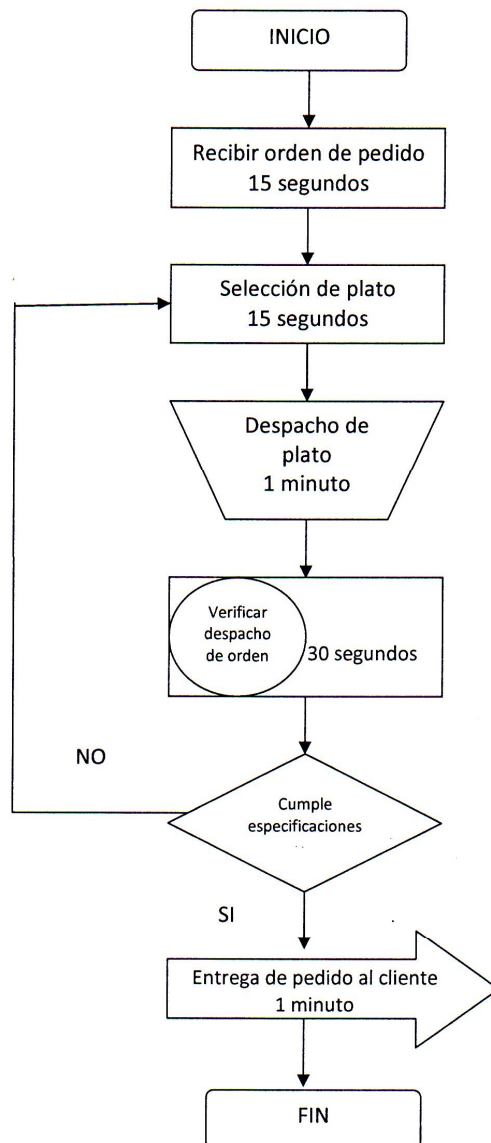 INICIO
Recibir orden de pedido
15 segundos
Selección de plato
15 segundos
Despacho de
plato
1 minuto
Verificar
despacho
de orden
30 segundos
NO
Cumple
especificaciones
SI
Entrega de pedido al cliente
1 minuto
FIN